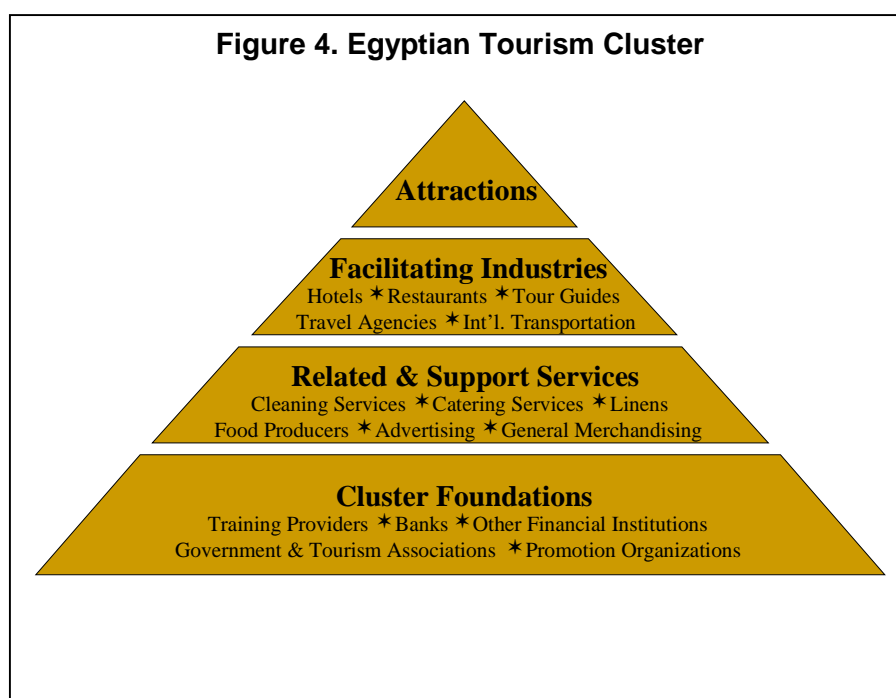 Figure 4. Egyptian Tourism Cluster
Attractions
Facilitating Industries
Hotels ✶Restaurants ✶Tour Guides
Travel Agencies ✶Int’l. Transportation
Related & Support Services
Cleaning Services ✶Catering Services ✶Linens
Food Producers ✶Advertising ✶General Merchandising
Cluster Foundations
Training Providers ✶Banks ✶Other Financial Institutions
Government & Tourism Associations ✶Promotion Organizations